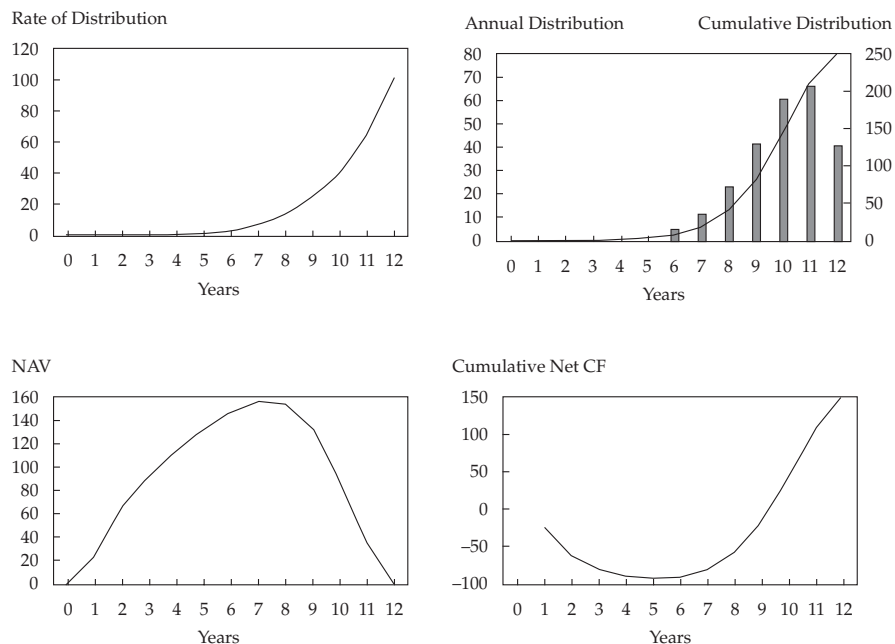 Rate of Distribution
120
100
80
60
40
20
0
0 1 2 3 4 5 6 7 8 9 10 11 12
Years
Annual Distribution Cumulative Distribution
80 250
70
60 200
50 150
40
30 100
20 50
10
0 0
0 1 2 3 4 5 6 7 8 9 10 11 12
Years
NAV
160
140
120
100
80
60
40
20
0
0 1 2 3 4 5 6 7 8 9 10 11 12
Years
Cumulative Net CF
150
100
50
0
–50
–100
0 1 2 3 4 5 6 7 8 9 10 11 12
Years